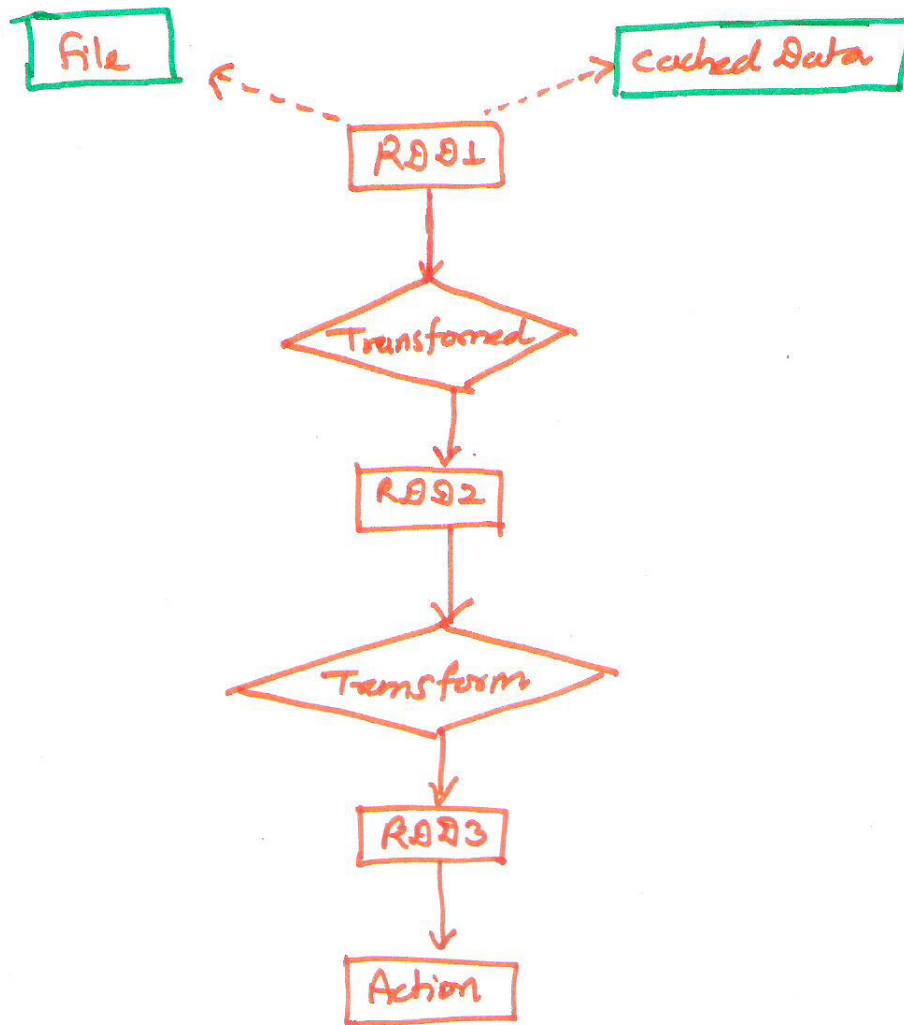 File
Cached Data
RDD1
Transformed
RDD2
Transform
RDD3
Action